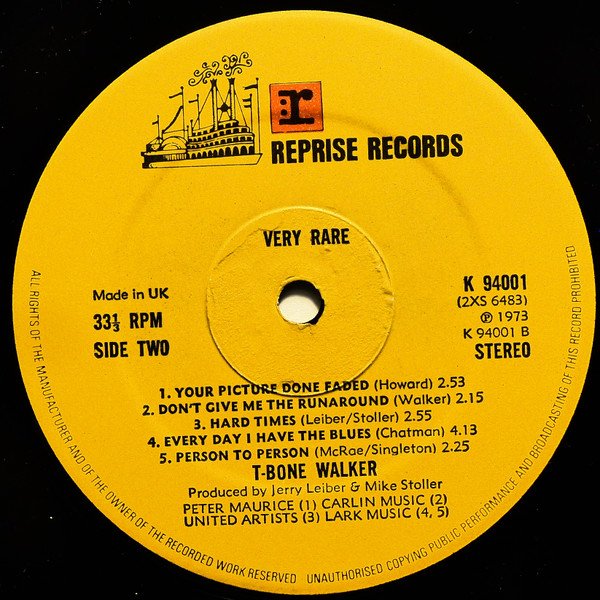 r
REPRISE RECORDS
VERY RARE
Made in UK
33⅓ RPM
SIDE TWO
K 94001
(2XS 6483)
℗ 1973
K 94001 B
STEREO
1. YOUR PICTURE DONE FADED (Howard) 2.53
2. DON'T GIVE ME THE RUNAROUND (Walker) 2.15
3. HARD TIMES (Leiber/Stoller) 2.55
4. EVERY DAY I HAVE THE BLUES (Chatman) 4.13
5. PERSON TO PERSON (McRae/Singleton) 2.25
T-BONE WALKER
Produced by Jerry Leiber & Mike Stoller
PETER MAURICE (1) CARLIN MUSIC (2)
UNITED ARTISTS (3) LARK MUSIC (4, 5)
ALL RIGHTS OF THE MANUFACTURER AND OF THE OWNER OF THE RECORDED WORK RESERVED UNAUTHORISED COPYING PUBLIC PERFORMANCE AND BROADCASTING OF THIS RECORD PROHIBITED